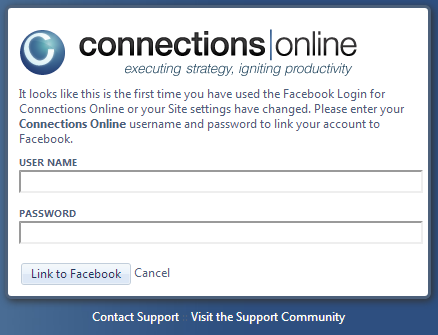 connections|online
executing strategy, igniting productivity
It looks like this is the first time you have used the Facebook Login for
Connections Online or your Site settings have changed. Please enter your
Connections Online username and password to link your account to
Facebook.
USER NAME
PASSWORD
Link to Facebook Cancel
Contact Support Visit the Support Community